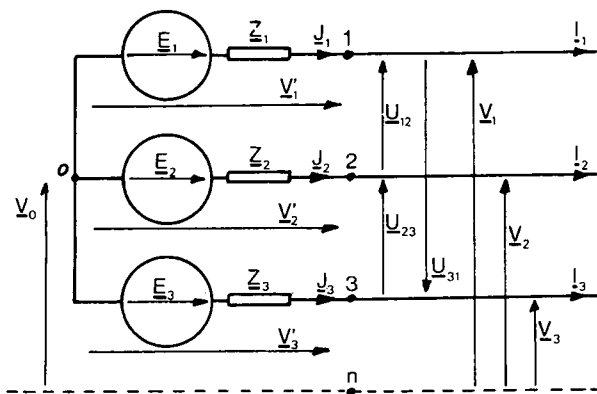 E1 Z1 J1 1 I1
V'1
U12 V1
E2 Z2 J2 2 I2
o
V0 V'2 U23 V2
U31
E3 Z3 J3 3 I3
V'3 V3
n